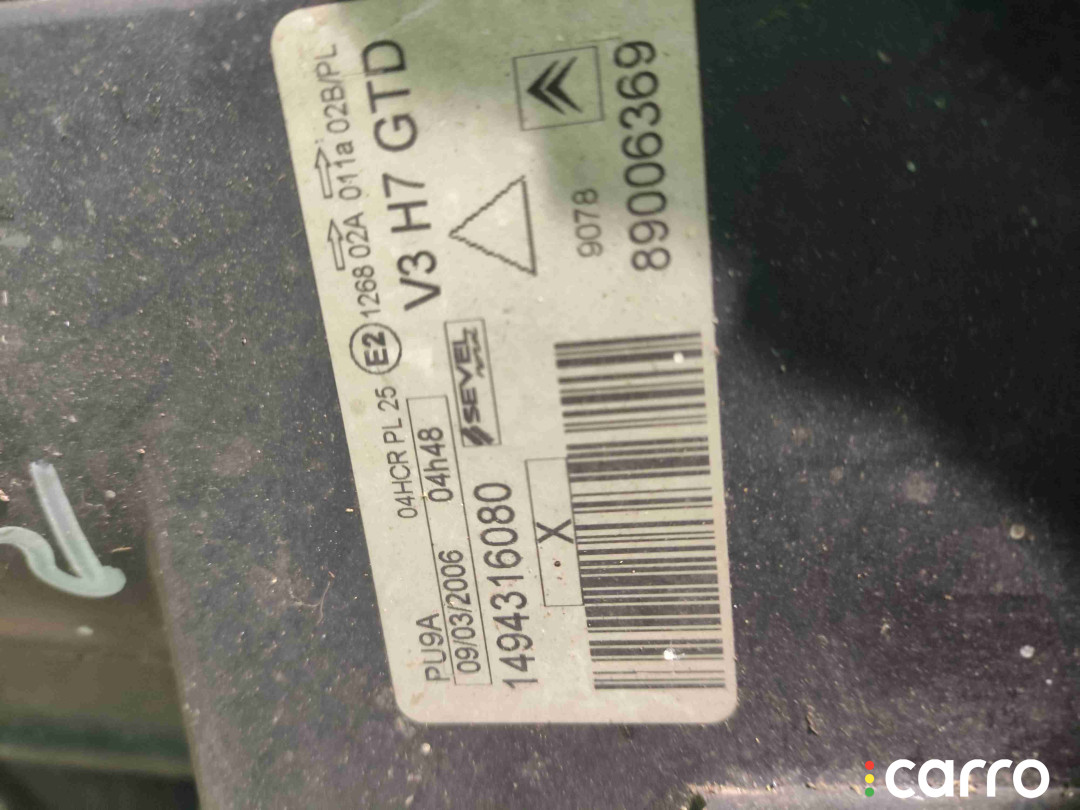 04HCR PL 25 E2 1268 02A 011a 02B/PL
PU9A
09/03/2006 04h48
V3 H7 GTD
1494316080
SEVEL
X
9078
89006369
carro